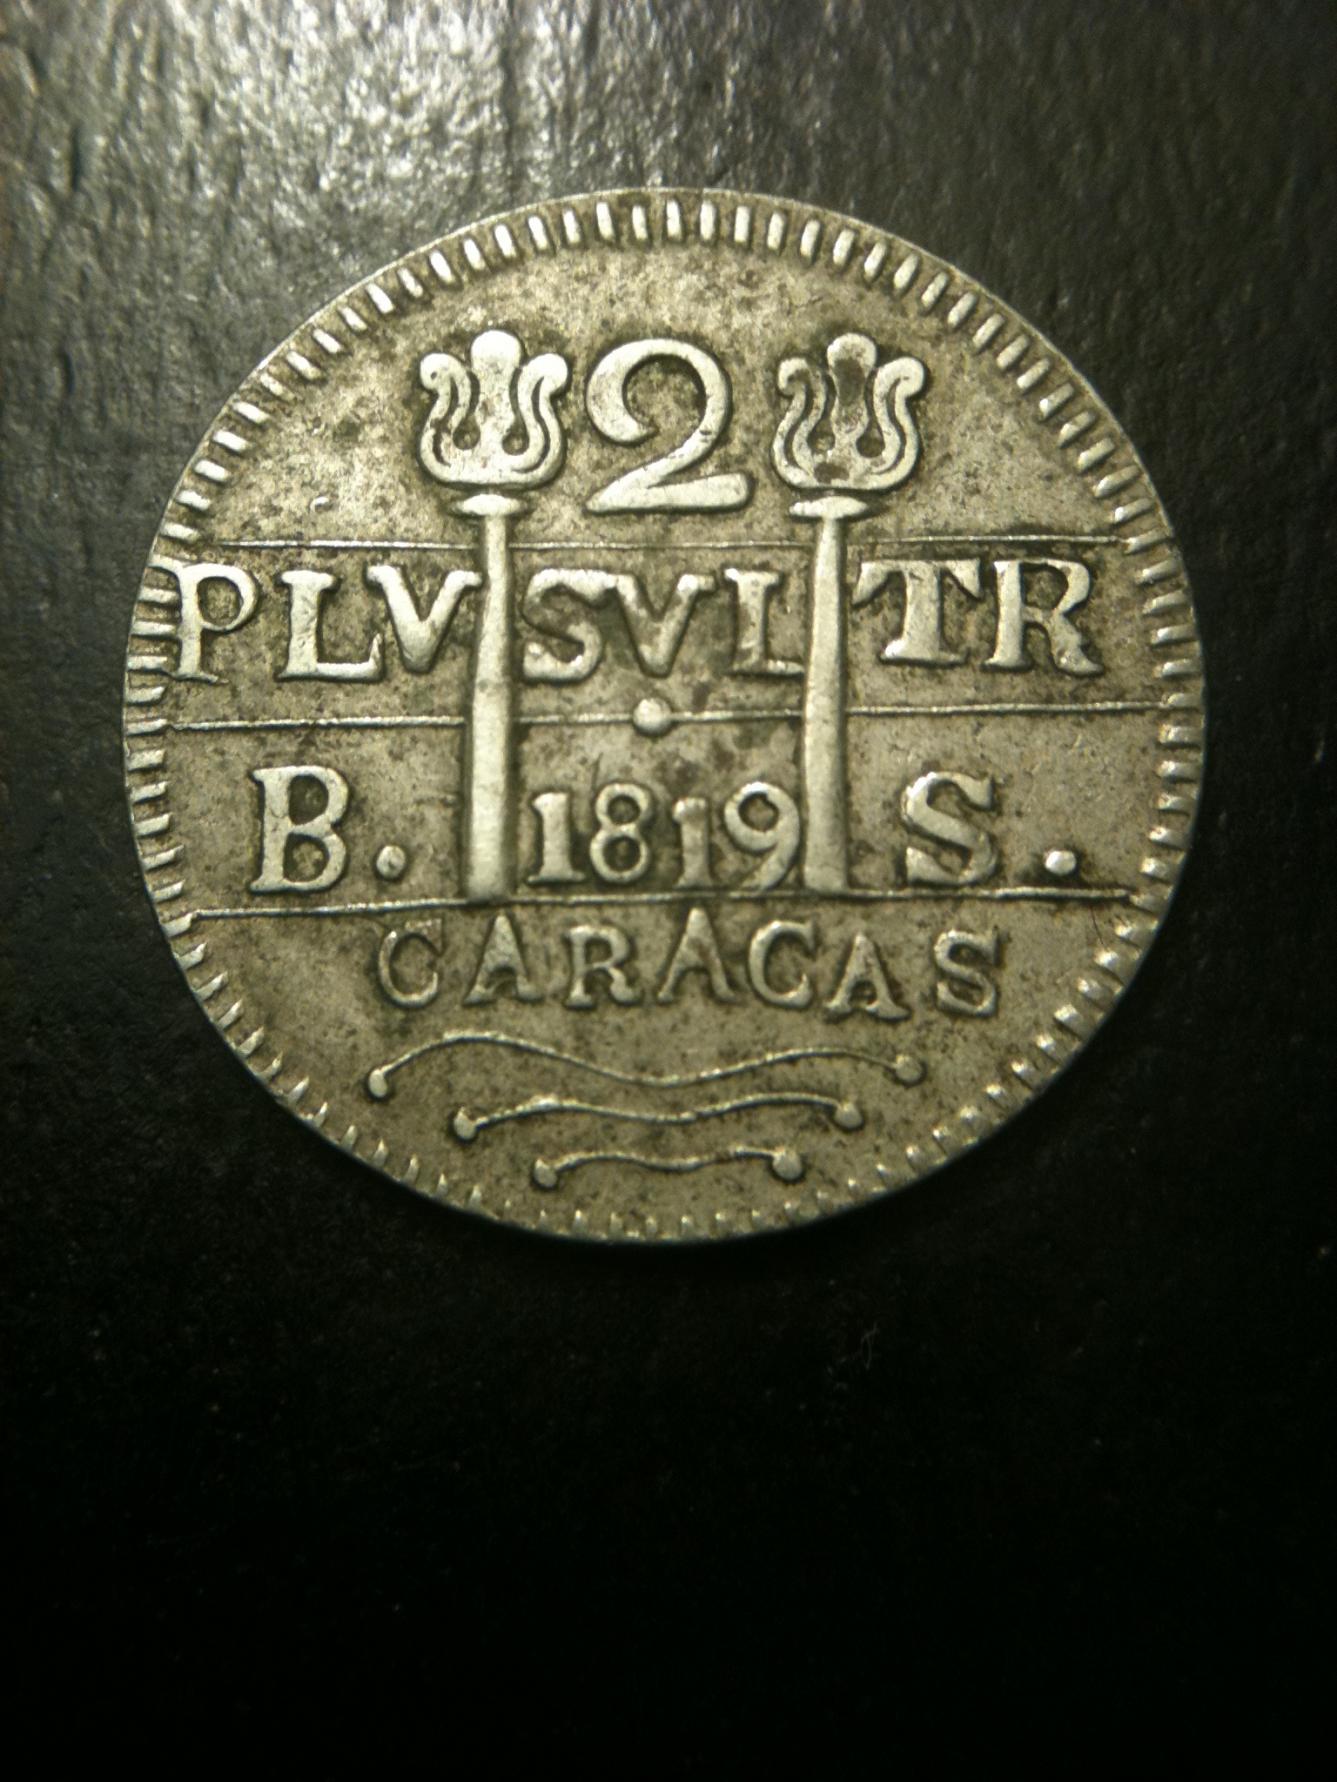 2
PLV SVL TR
B. 1819 S.
CARACAS